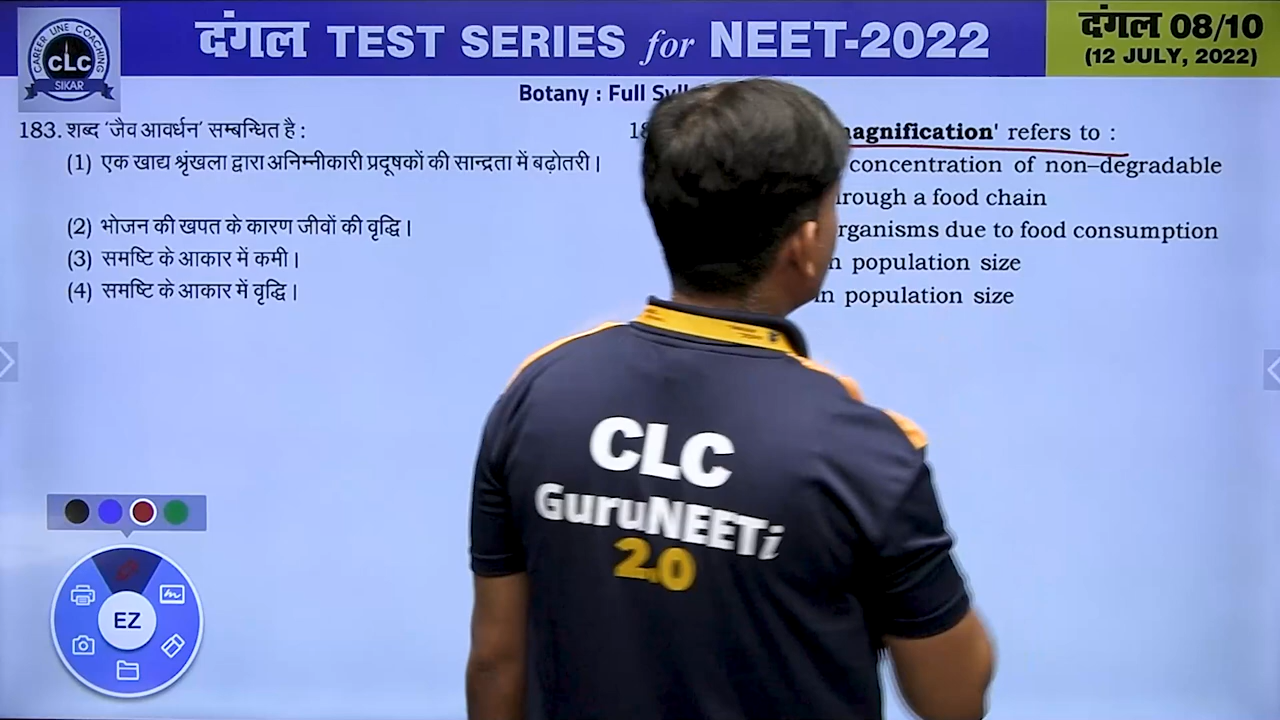 CAREER LINE COACHING
CLC
SIKAR
दंगल TEST SERIES for NEET-2022
दंगल 08/10
(12 JULY, 2022)
Botany : Full
183. शब्द 'जैव आवर्धन' सम्बन्धित है :
(1) एक खाद्य श्रृंखला द्वारा अनिम्नीकारी प्रदूषकों की सान्द्रता में बढ़ोतरी।
(2) भोजन की खपत के कारण जीवों की वृद्धि।
(3) समष्टि के आकार में कमी।
(4) समष्टि के आकार में वृद्धि।
agnification' refers to :
concentration of non–degradable
rough a food chain
rganisms due to food consumption
n population size
in population size
CLC
GuruNEETi
2.0
EZ